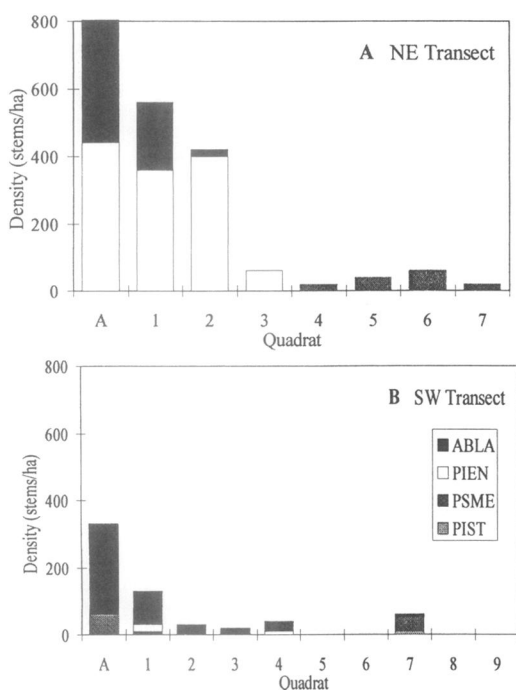 A NE Transect
Density (stems/ha)
800
600
400
200
0
A 1 2 3 4 5 6 7
Quadrat
B SW Transect
Density (stems/ha)
800
600
400
200
0
ABLA
PIEN
PSME
PIST
A 1 2 3 4 5 6 7 8 9
Quadrat